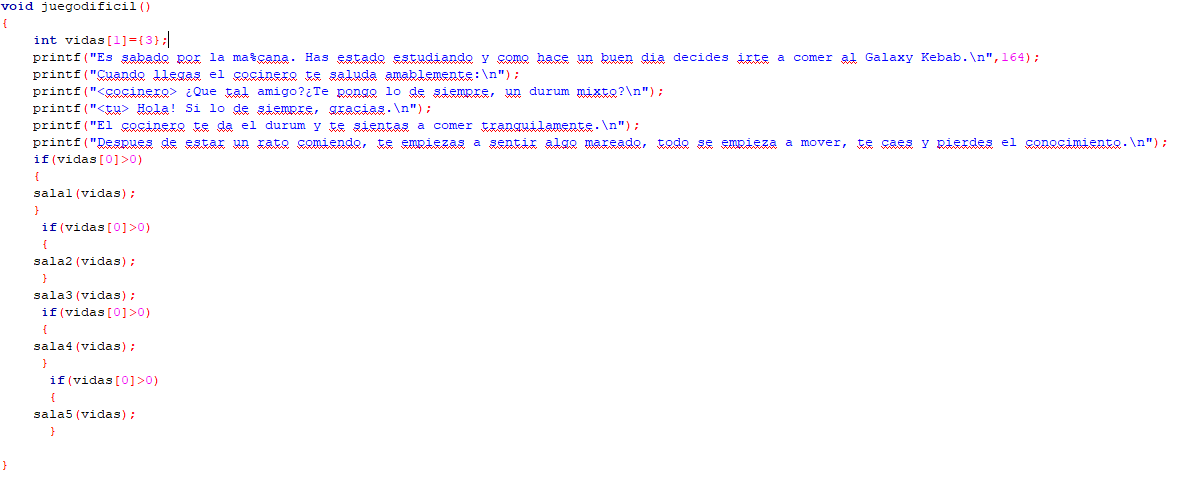 void juegodificil()
{
int vidas[1]={3};
printf("Es sabado por la ma%cana. Has estado estudiando y como hace un buen dia decides irte a comer al Galaxy Kebab.\n",164);
printf("Cuando llegas el cocinero te saluda amablemente:\n");
printf("<cocinero> ¿Que tal amigo?¿Te pongo lo de siempre, un durum mixto?\n");
printf("<tu> Hola! Si lo de siempre, gracias.\n");
printf("El cocinero te da el durum y te sientas a comer tranquilamente.\n");
printf("Despues de estar un rato comiendo, te empiezas a sentir algo mareado, todo se empieza a mover, te caes y pierdes el conocimiento.\n");
if(vidas[0]>0)
{
sala1(vidas);
}
if(vidas[0]>0)
{
sala2(vidas);
}
sala3(vidas);
if(vidas[0]>0)
{
sala4(vidas);
}
if(vidas[0]>0)
{
sala5(vidas);
}
}